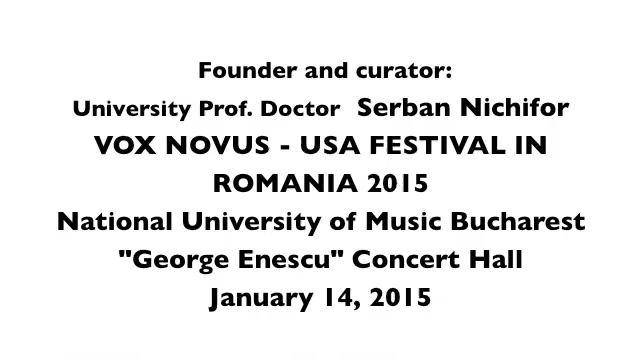 Founder and curator:
University Prof. Doctor Serban Nichifor
VOX NOVUS - USA FESTIVAL IN
ROMANIA 2015
National University of Music Bucharest
"George Enescu" Concert Hall
January 14, 2015